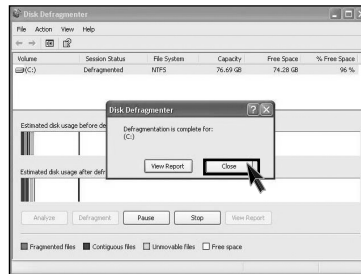 Disk Defragmenter
File Action View Help
Volume Session Status File System Capacity Free Space % Free Space
(C:) Defragmented NTFS 76.69 GB 74.28 GB 96 %
Disk Defragmenter
Estimated disk usage before de
Defragmentation is complete for:
(C:)
View Report Close
Estimated disk usage after defr
Analyze Defragment Pause Stop View Report
Fragmented files Contiguous files Unmovable files Free space